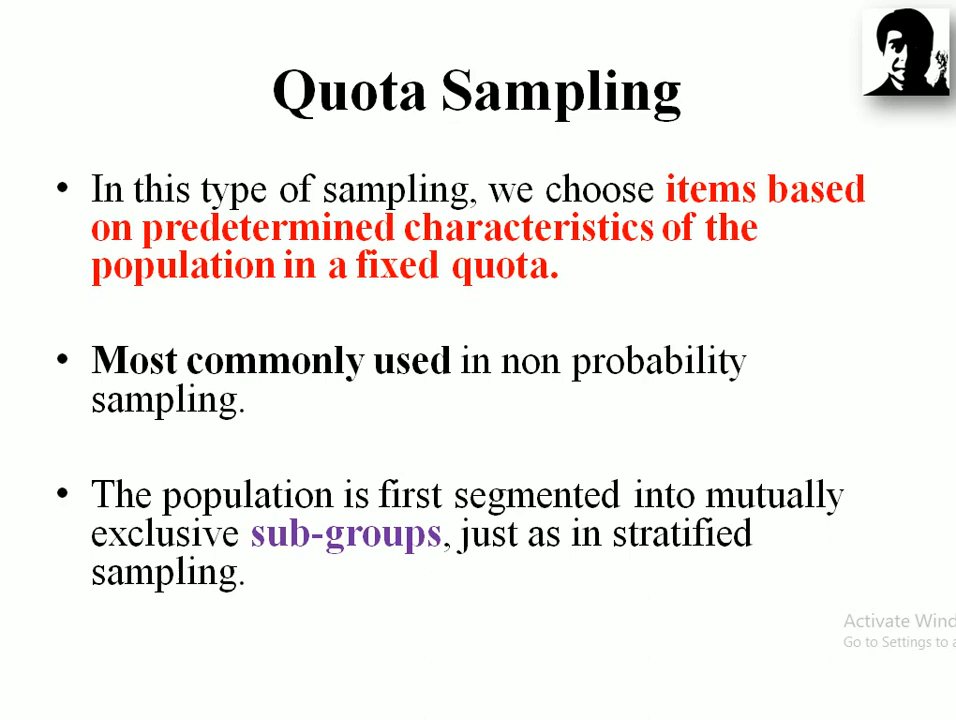 Quota Sampling
• In this type of sampling, we choose items based
on predetermined characteristics of the
population in a fixed quota.
• Most commonly used in non probability
sampling.
• The population is first segmented into mutually
exclusive sub-groups, just as in stratified
sampling.
Activate Wind
Go to Settings to a